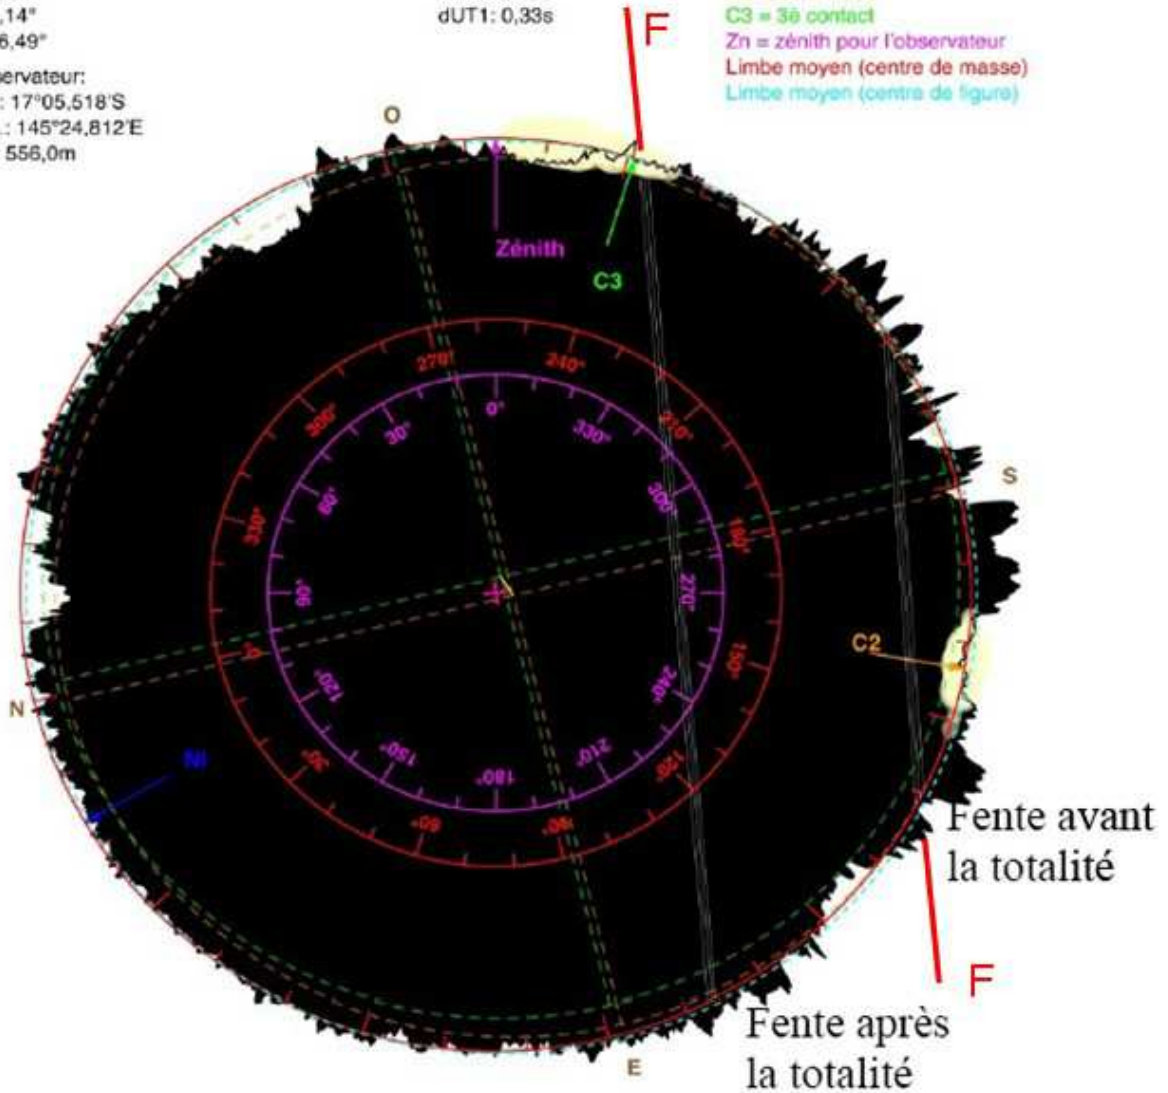 ,14°
6,49°
servateur:
: 17°05,518'S
.: 145°24,812'E
556,0m
dUT1: 0,33s
F
C3 = 3è contact
Zn = zénith pour l'observateur
Limbe moyen (centre de masse)
Limbe moyen (centre de figure)
O
Zénith
C3
270°
240°
300°
210°
330°
180°
0°
150°
30°
120°
60°
90°
0°
30°
330°
60°
300°
90°
270°
120°
240°
150°
210°
180°
S
C2
N
NI
Fente avant
la totalité
F
Fente après
la totalité
E